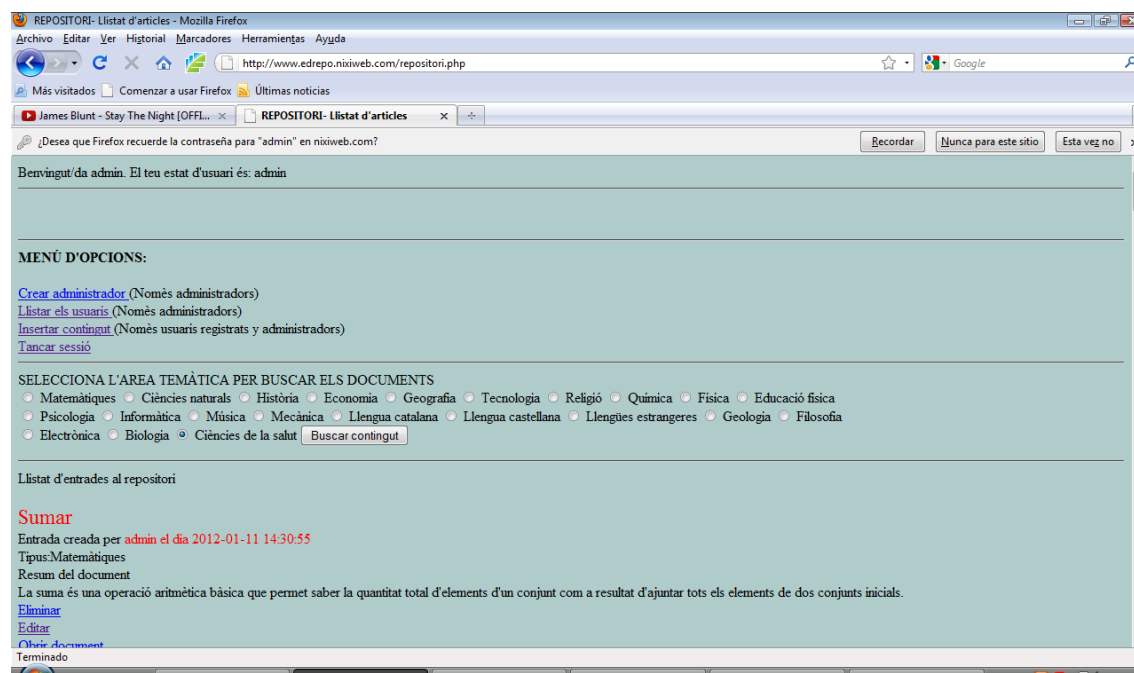 REPOSITORI- Llistat d'articles - Mozilla Firefox
Archivo Editar Ver Historial Marcadores Herramientas Ayuda
http://www.edrepo.nixiweb.com/repositori.php
Google
Más visitados Comenzar a usar Firefox Últimas noticias
James Blunt - Stay The Night [OFFI... REPOSITORI- Llistat d'articles
¿Desea que Firefox recuerde la contraseña para "admin" en nixiweb.com? Recordar Nunca para este sitio Esta vez no
Benvingut/da admin. El teu estat d'usuari és: admin
MENÚ D'OPCIONS:
Crear administrador (Nomès administradors)
Llistar els usuaris (Nomès administradors)
Insertar contingut (Nomès usuaris registrats y administradors)
Tancar sessió
SELECCIONA L'AREA TEMÀTICA PER BUSCAR ELS DOCUMENTS
Matemàtiques Ciències naturals Història Economia Geografia Tecnologia Religió Química Física Educació física
Psicologia Informàtica Música Mecànica Llengua catalana Llengua castellana Llengües estrangeres Geologia Filosofia
Electrònica Biologia Ciències de la salut Buscar contingut
Llistat d'entrades al repositori
Sumar
Entrada creada per admin el dia 2012-01-11 14:30:55
Tipus:Matemàtiques
Resum del document
La suma és una operació aritmètica bàsica que permet saber la quantitat total d'elements d'un conjunt com a resultat d'ajuntar tots els elements de dos conjunts inicials.
Eliminar
Editar
Obrir document
Terminado